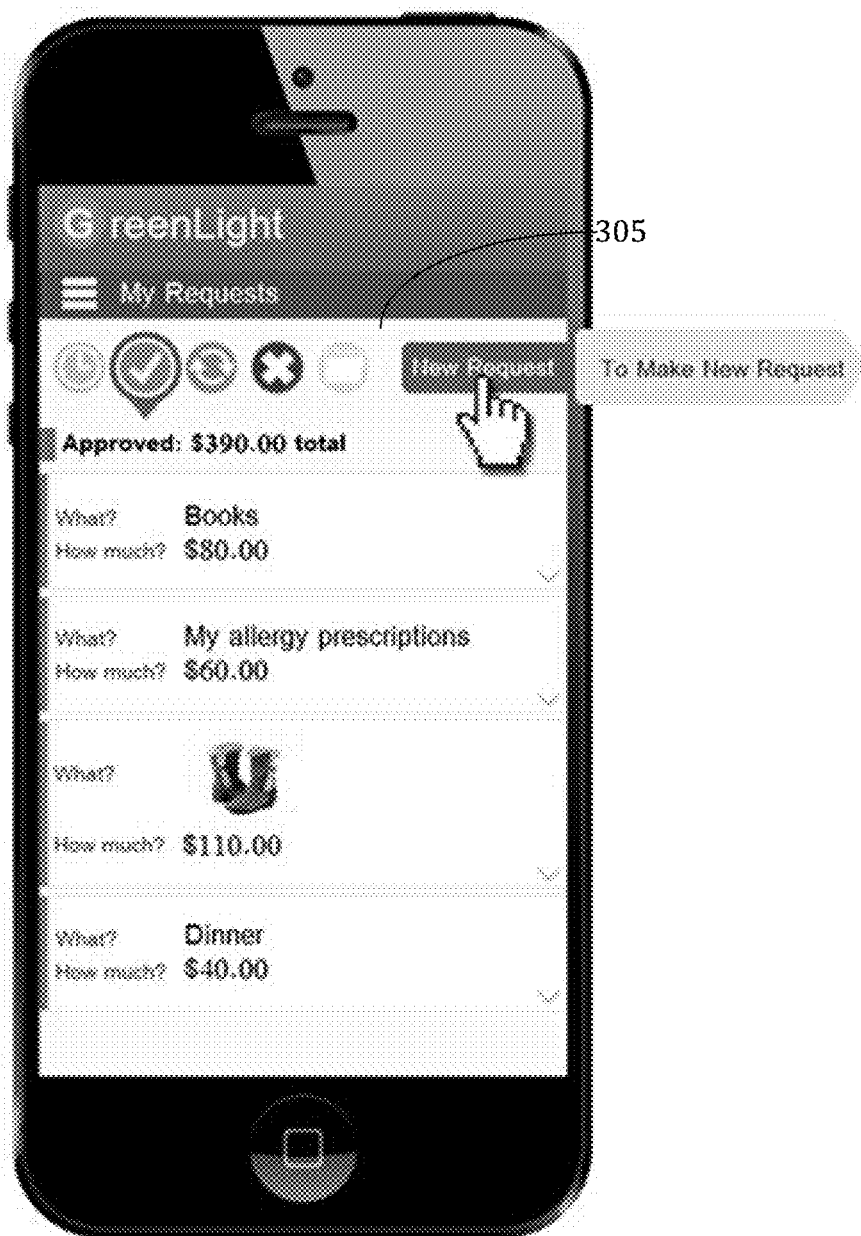 G reenLight
305
My Requests
New Request
To Make New Request
Approved: $390.00 total
What? Books
How much? $80.00
What? My allergy prescriptions
How much? $60.00
What?
How much? $110.00
What? Dinner
How much? $40.00